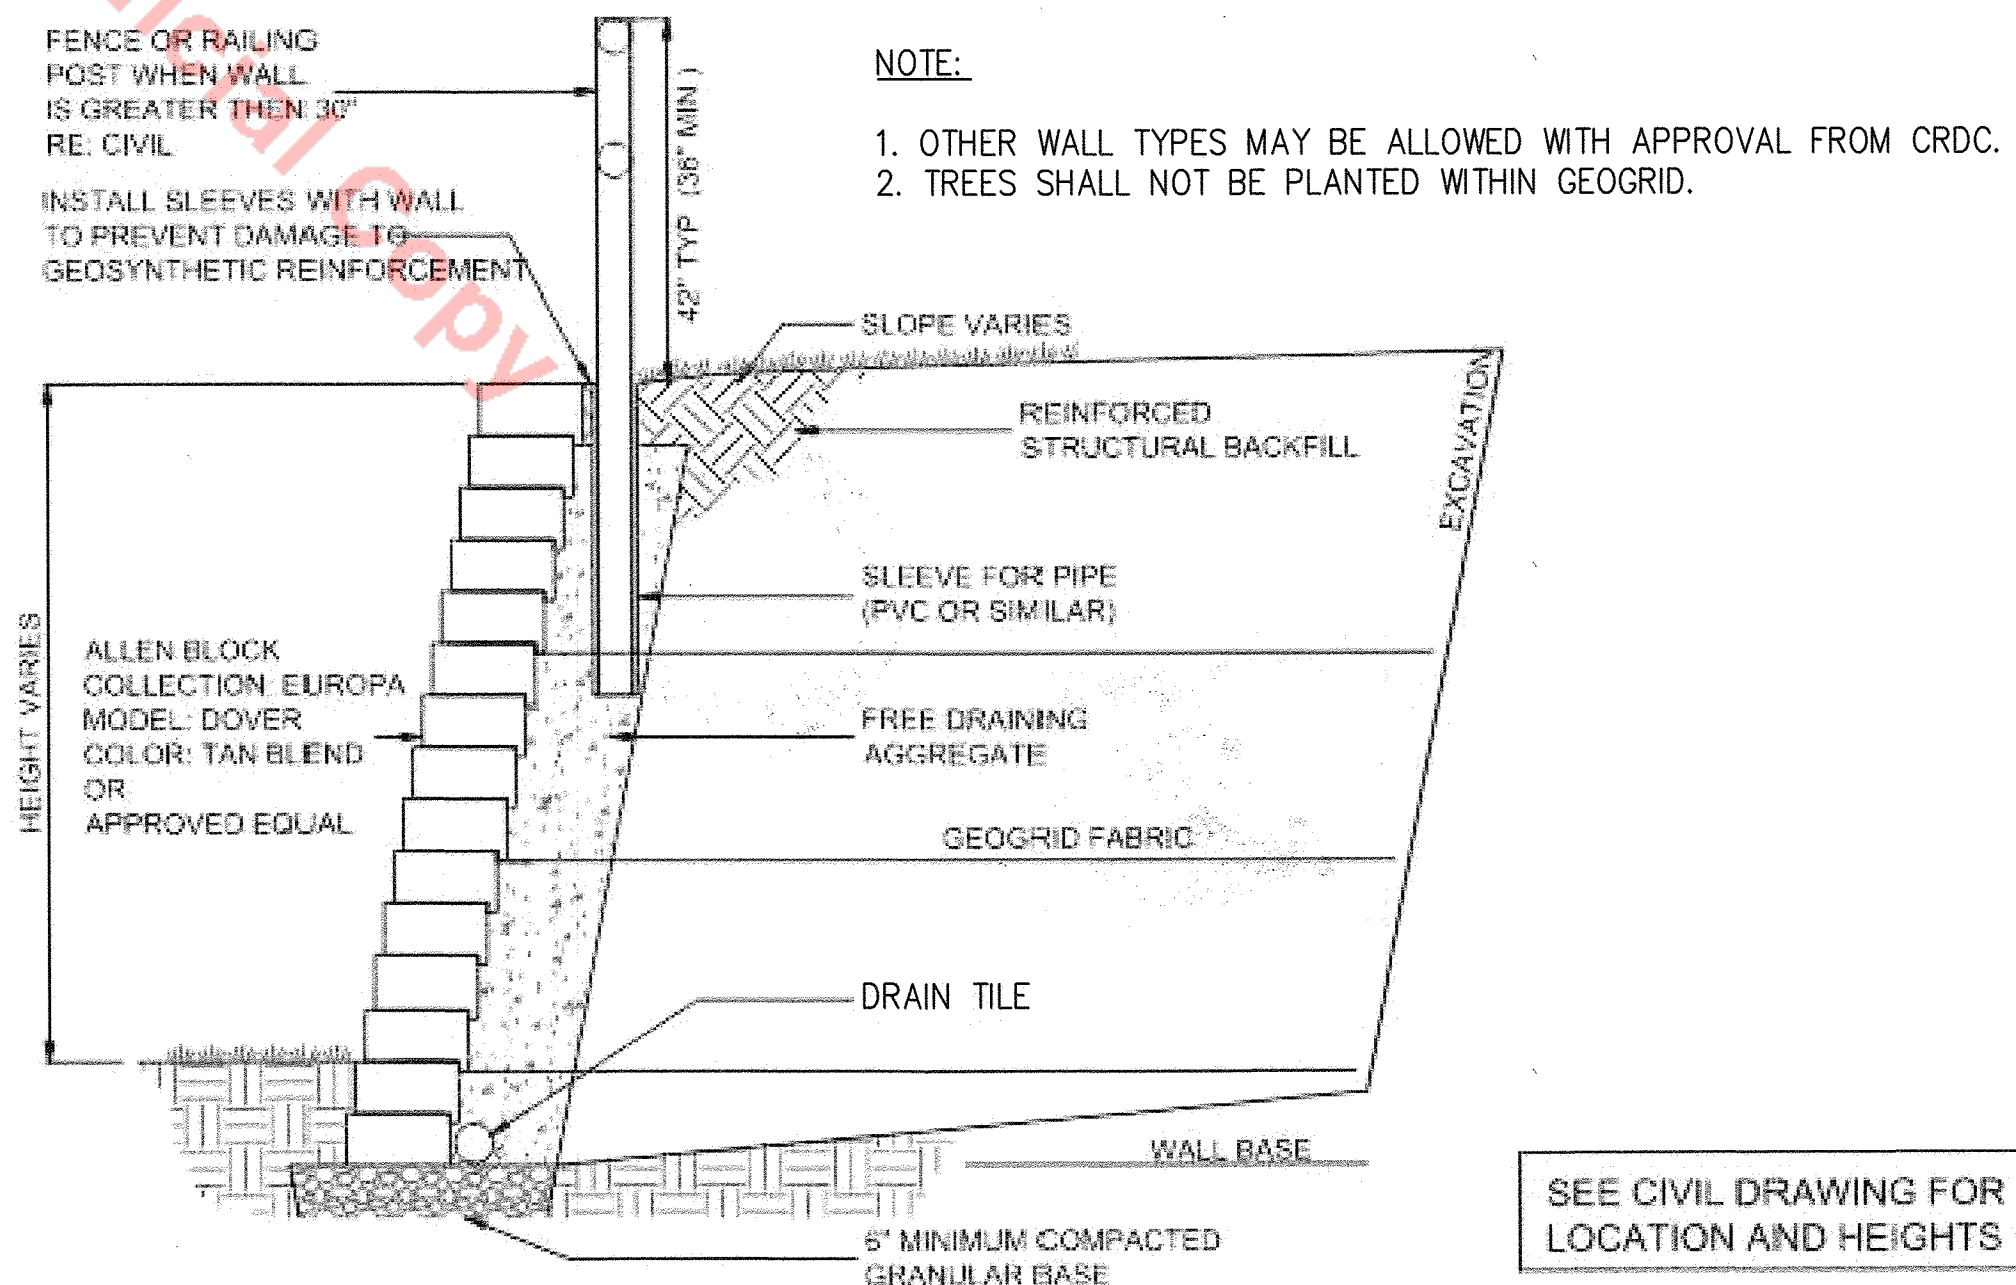 FENCE OR RAILING
POST WHEN WALL
IS GREATER THEN 30"
RE: CIVIL
INSTALL SLEEVES WITH WALL
TO PREVENT DAMAGE TO
GEOSYNTHETIC REINFORCEMENT
42" TYP (36" MIN.)
NOTE:
1. OTHER WALL TYPES MAY BE ALLOWED WITH APPROVAL FROM CRDC.
2. TREES SHALL NOT BE PLANTED WITHIN GEOGRID.
SLOPE VARIES
REINFORCED
STRUCTURAL BACKFILL
EXCAVATION
SLEEVE FOR PIPE
(PVC OR SIMILAR)
HEIGHT VARIES
ALLEN BLOCK
COLLECTION: EUROPA
MODEL: DOVER
COLOR: TAN BLEND
OR
APPROVED EQUAL
FREE DRAINING
AGGREGATE
GEOGRID FABRIC
DRAIN TILE
WALL BASE
6" MINIMUM COMPACTED
GRANULAR BASE
SEE CIVIL DRAWING FOR
LOCATION AND HEIGHTS
Copy